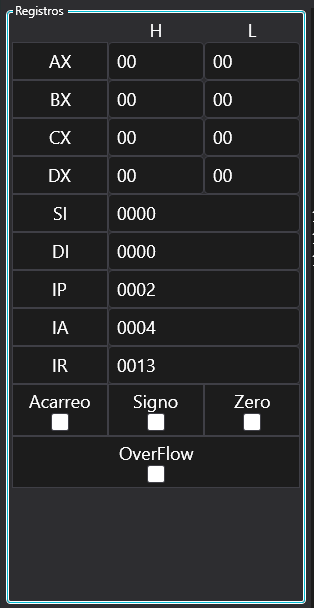 Registros
H L
AX 00 00
BX 00 00
CX 00 00
DX 00 00
SI 0000
DI 0000
IP 0002
IA 0004
IR 0013
Acarreo Signo Zero
OverFlow